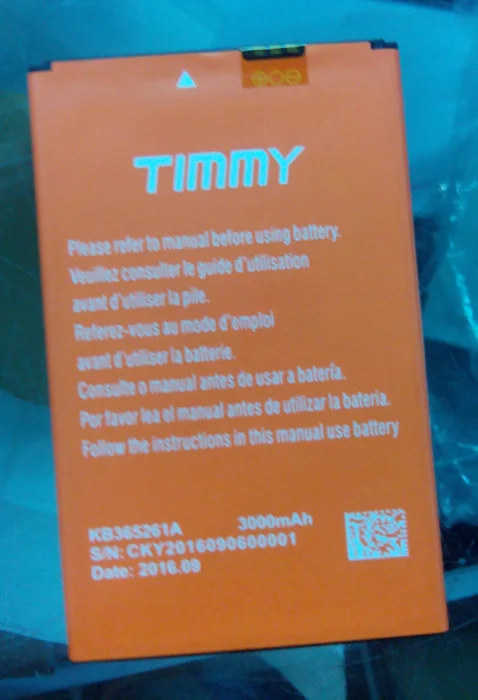 TIMMY
Please refer to manual before using battery.
Veuillez consulter le guide d'utilisation
avant d'utiliser la pile.
Referez-vous au mode d'emploi
avant d'utiliser la batterie.
Consulte o manual antes de usar a bateria.
Por favor lea el manual antes de utilizar la bateria.
Follow the instructions in this manual use battery
KB365261A 3000mAh
S/N: CKY2016090600001
Date: 2016.09